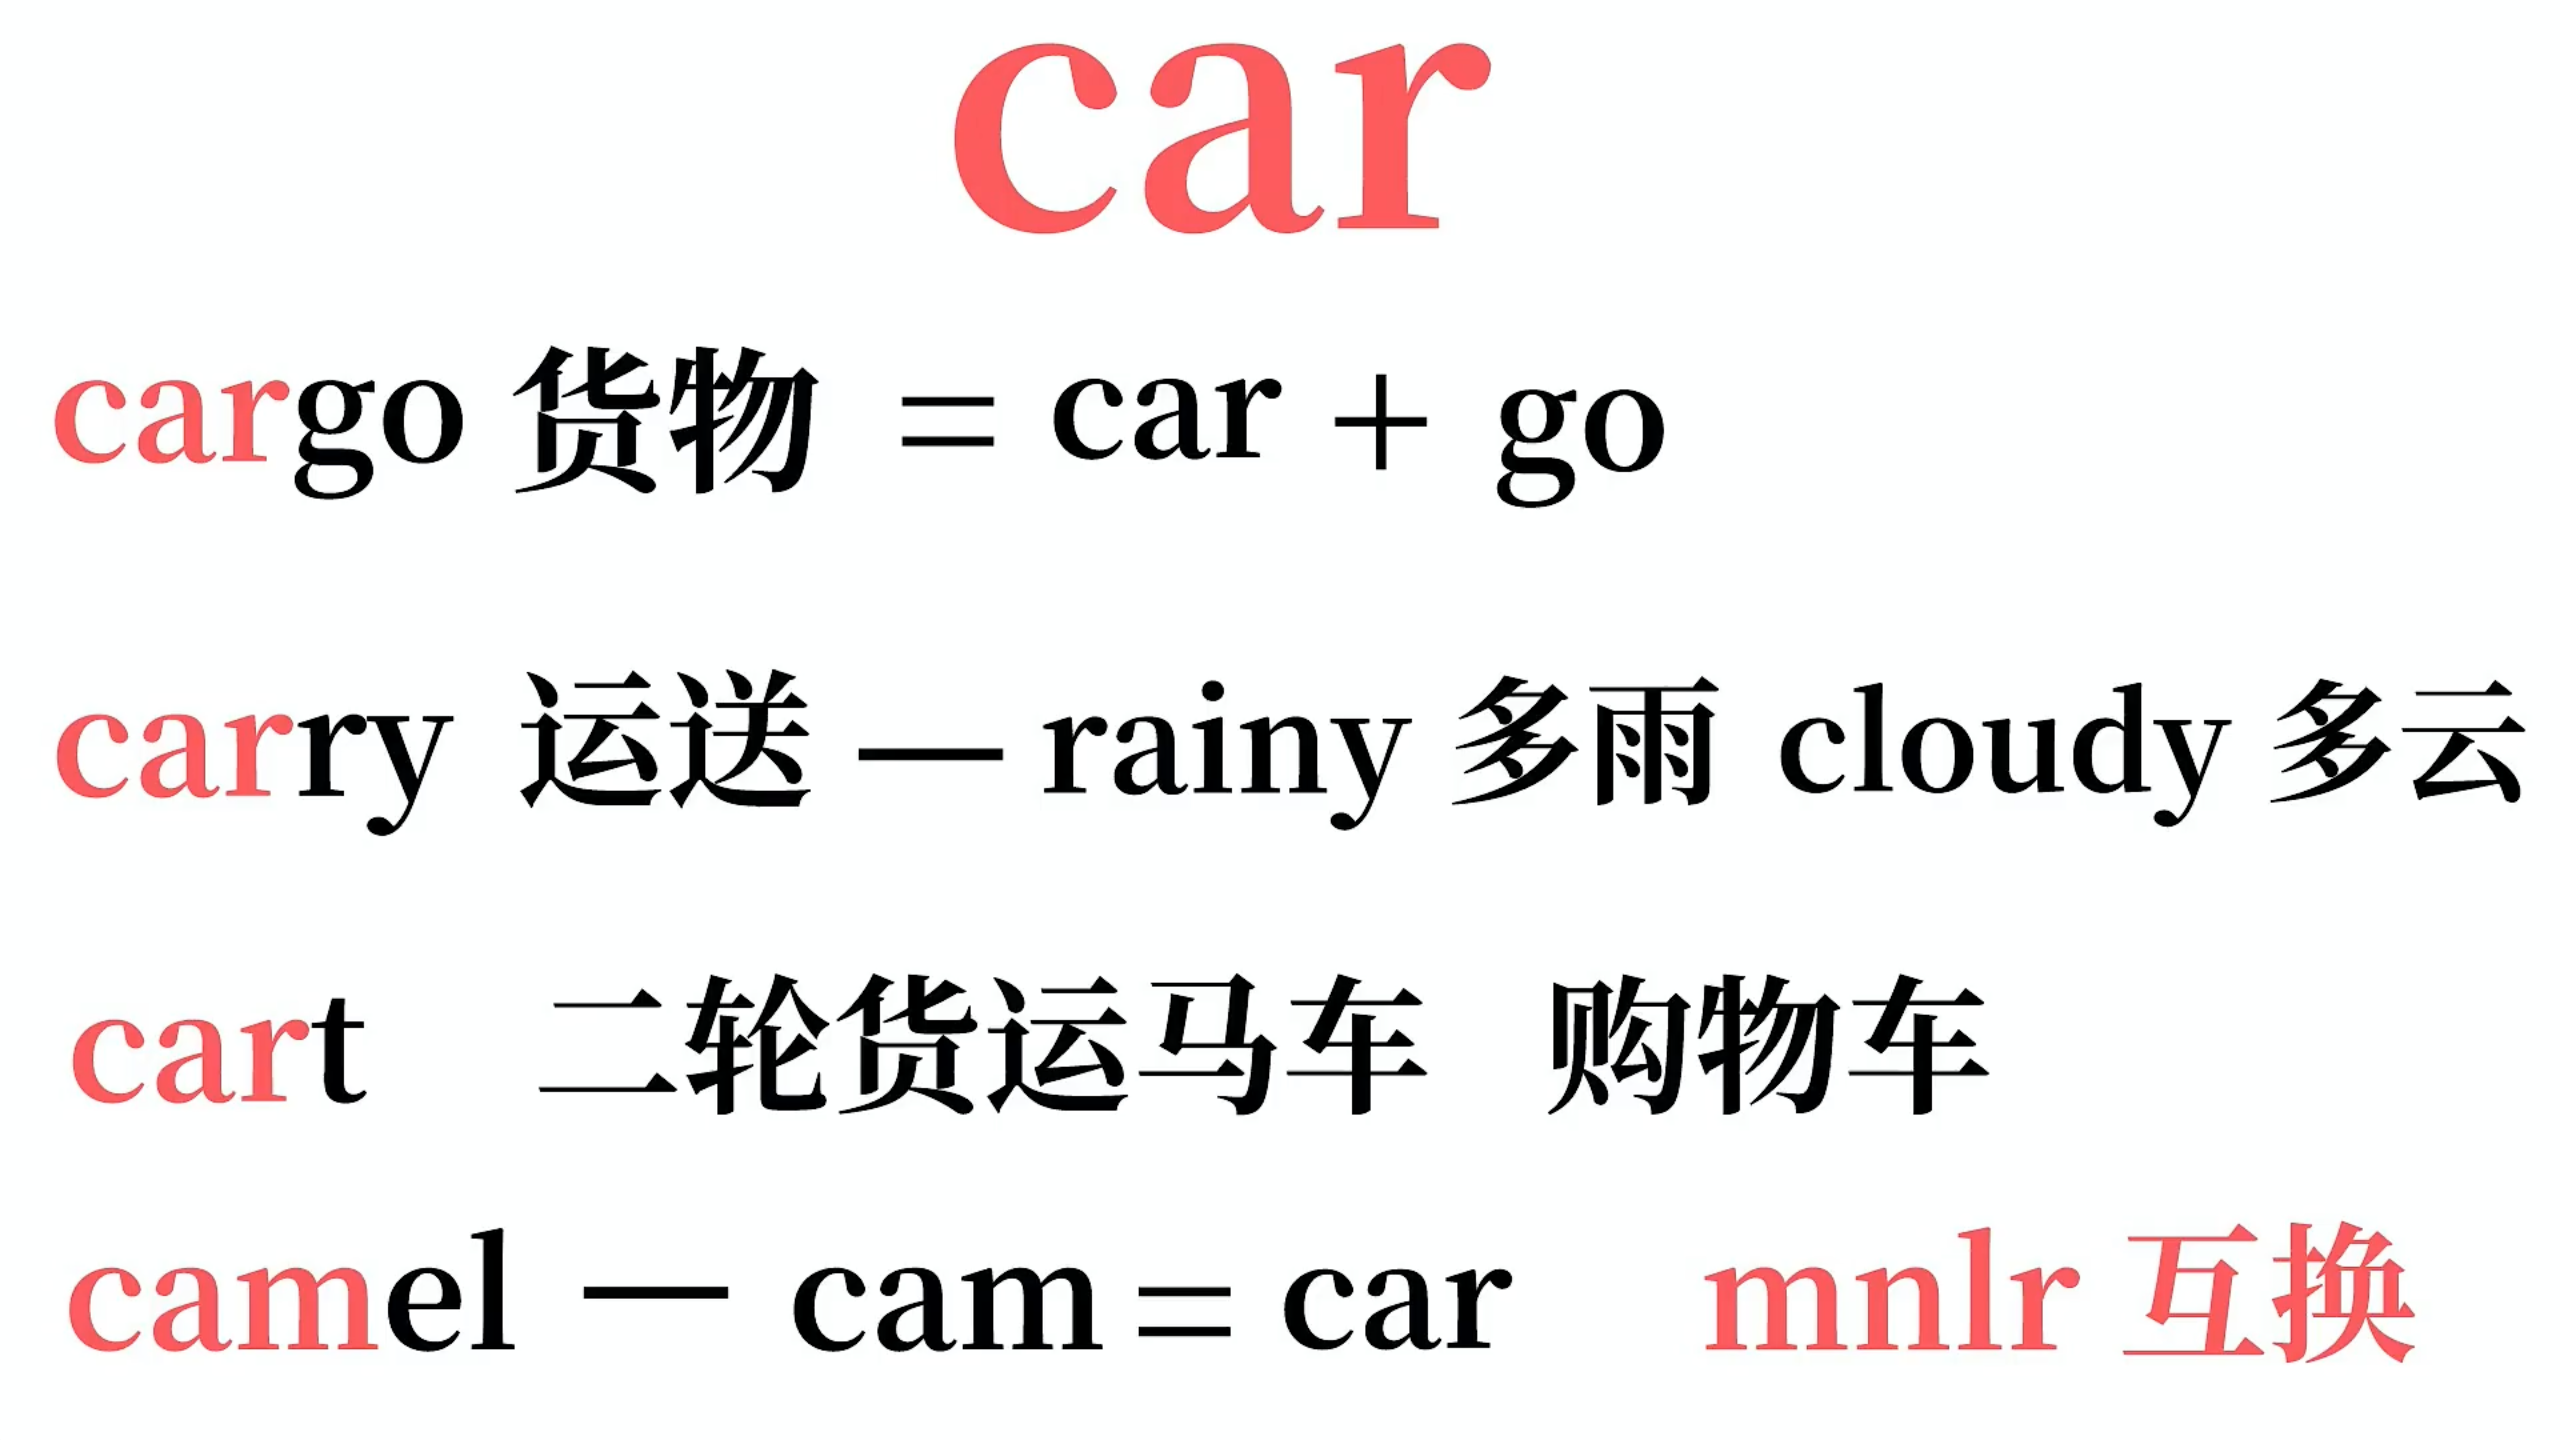 car
cargo 货物 = car + go
carry 运送 — rainy 多雨 cloudy 多云
cart 二轮货运马车 购物车
camel — cam = car mnlr 互换